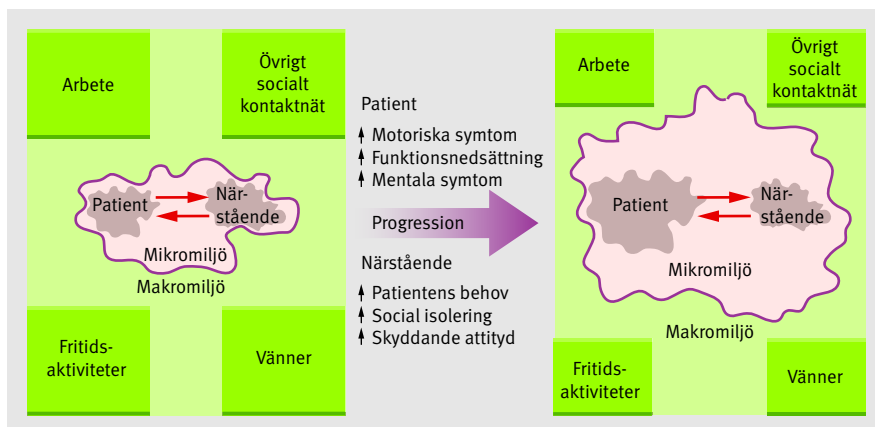 Arbete
Övrigt
socialt
kontaktnät
Patient
När-
stående
Mikromiljö
Makromiljö
Fritids-
aktiviteter
Vänner
Patient
Motoriska symtom
Funktionsnedsättning
Mentala symtom
Progression
Närstående
Patientens behov
Social isolering
Skyddande attityd
Arbete
Övrigt
socialt
kontaktnät
Patient
När-
stående
Mikromiljö
Makromiljö
Fritids-
aktiviteter
Vänner